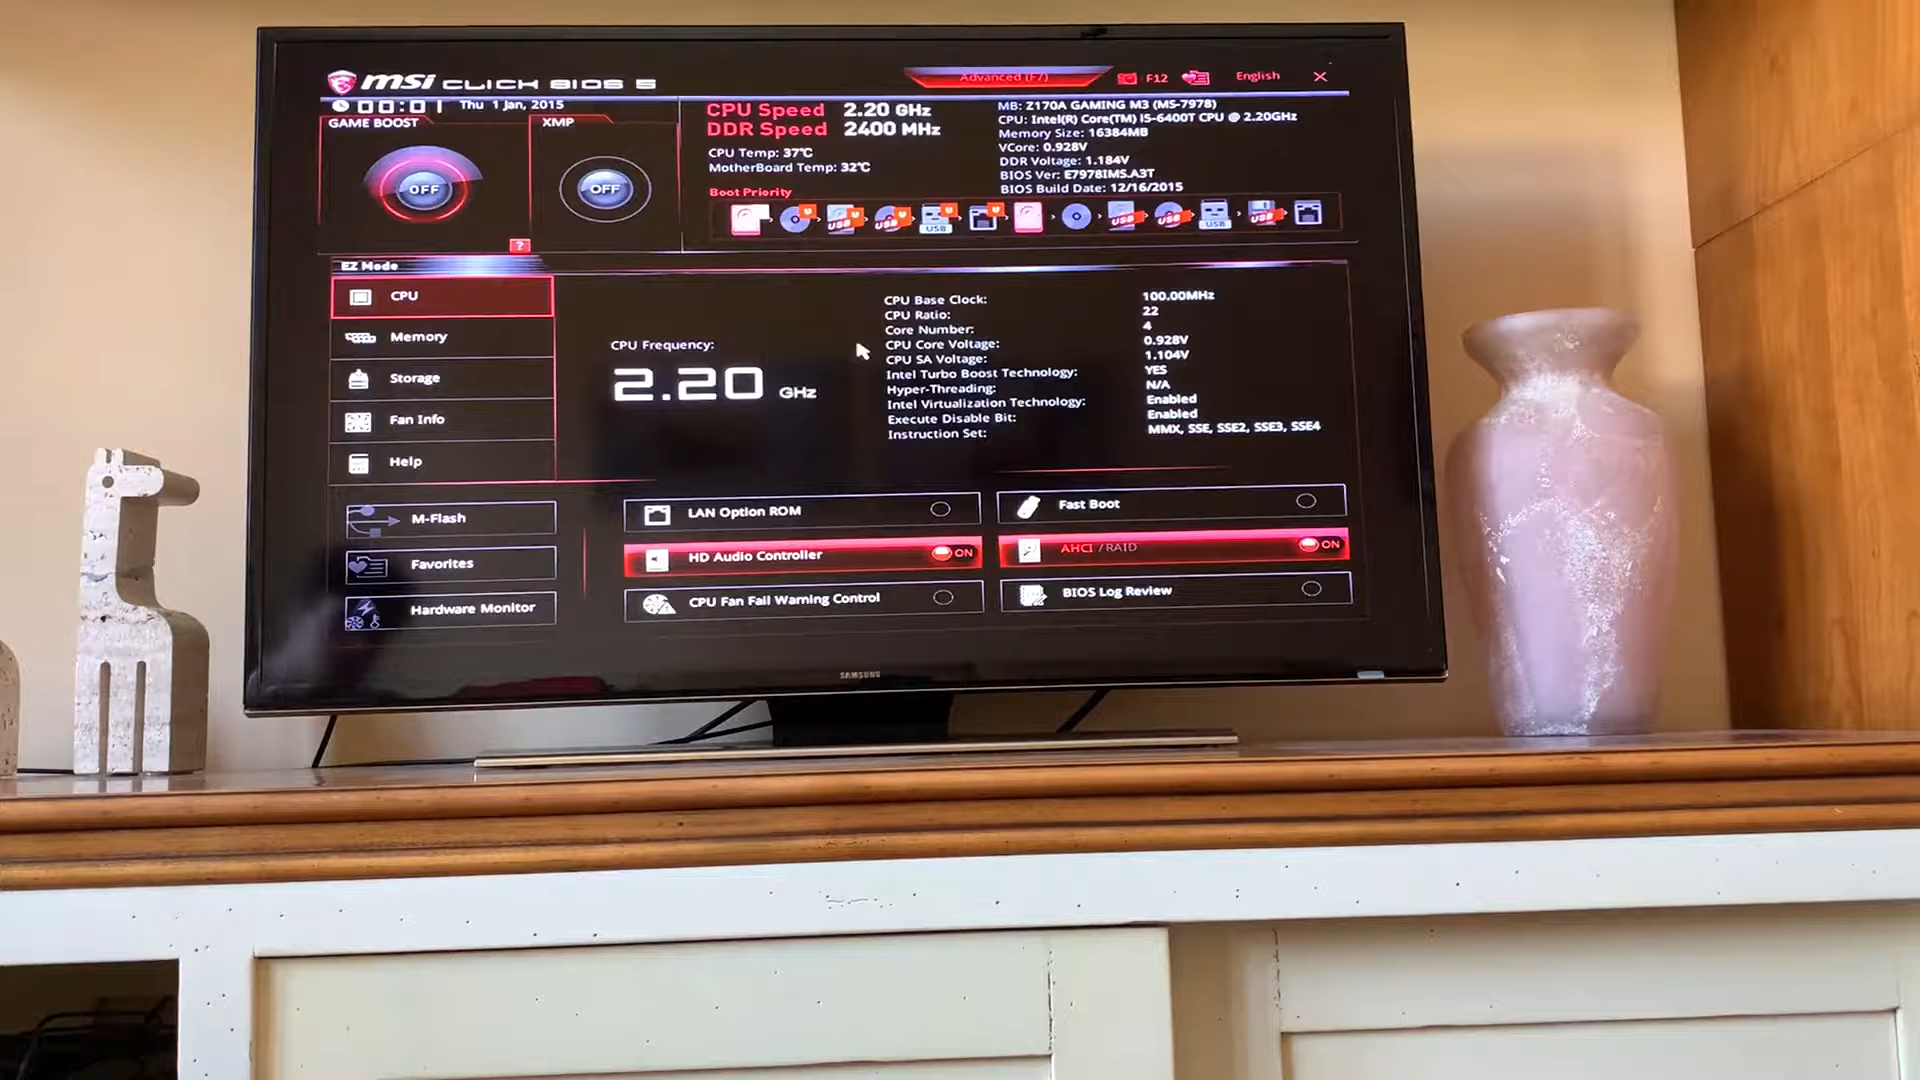 msi CLICK BIOS 5
Advanced (F7)
F12
English
X
00:01 Thu 1 Jan, 2015
GAME BOOST
OFF
XMP
OFF
CPU Speed 2.20 GHz
DDR Speed 2400 MHz
CPU Temp: 37℃
MotherBoard Temp: 32℃
MB: Z170A GAMING M3 (MS-7978)
CPU: Intel(R) Core(TM) i5-6400T CPU @ 2.20GHz
Memory Size: 16384MB
VCore: 0.928V
DDR Voltage: 1.184V
BIOS Ver: E7978IMS.A3T
BIOS Build Date: 12/16/2015
Boot Priority
U U USB U USB U USB U U USB USB USB USB
?
EZ Mode
CPU
Memory
Storage
Fan Info
Help
CPU Frequency:
2.20 GHz
CPU Base Clock: 100.00MHz
CPU Ratio: 22
Core Number: 4
CPU Core Voltage: 0.928V
CPU SA Voltage: 1.104V
Intel Turbo Boost Technology: YES
Hyper-Threading: N/A
Intel Virtualization Technology: Enabled
Execute Disable Bit: Enabled
Instruction Set: MMX, SSE, SSE2, SSE3, SSE4
M-Flash
Favorites
Hardware Monitor
LAN Option ROM
HD Audio Controller ON
CPU Fan Fail Warning Control
Fast Boot
AHCI / RAID ON
BIOS Log Review
SAMSUNG